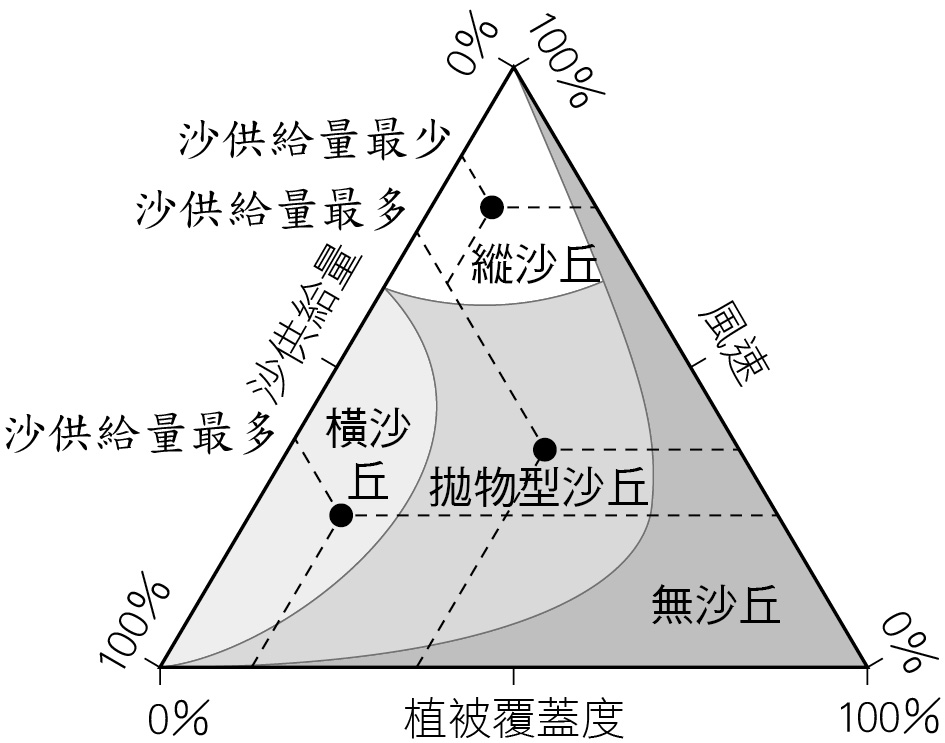 0%
100%
沙供給量最少
沙供給量最多
縱沙丘
沙供給量
風速
沙供給量最多
橫沙
丘
拋物型沙丘
無沙丘
100%
0%
0%
植被覆蓋度
100%